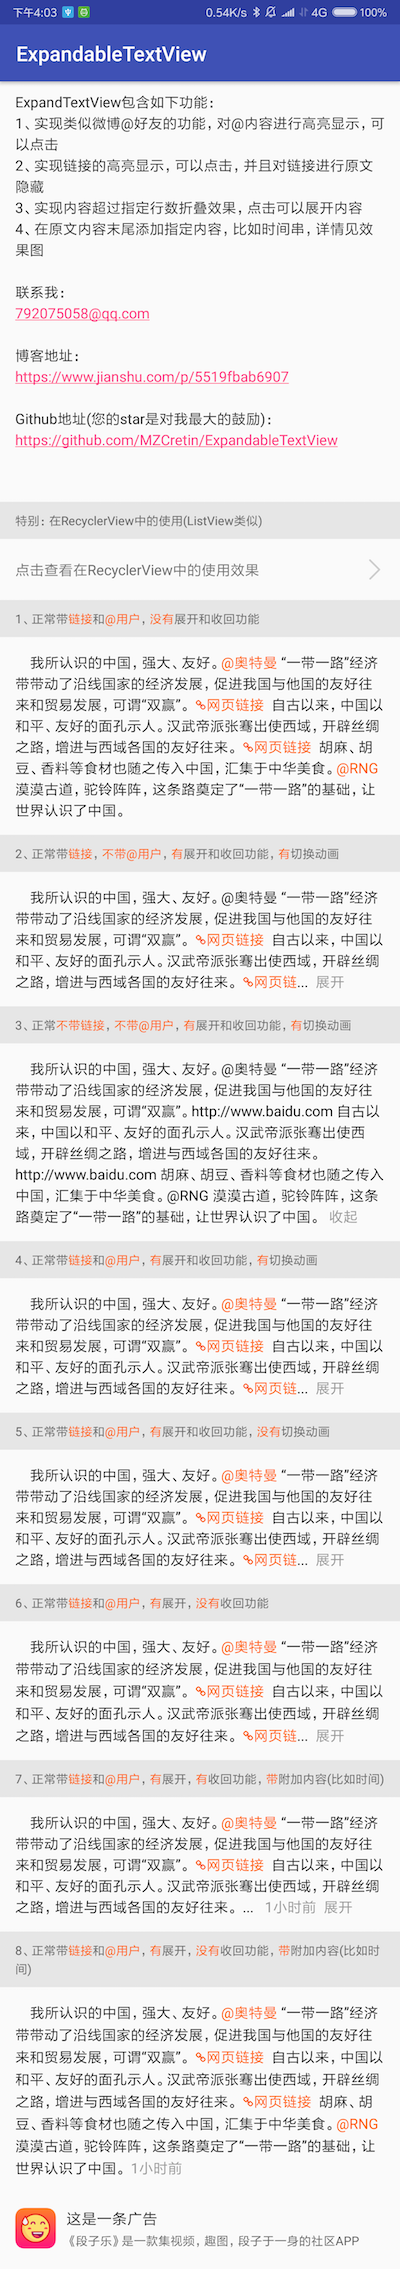 下午4:03
0.54K/s
4G
100%
ExpandableTextView
ExpandTextView包含如下功能：
1、实现类似微博@好友的功能，对@内容进行高亮显示，可
以点击
2、实现链接的高亮显示，可以点击，并且对链接进行原文
隐藏
3、实现内容超过指定行数折叠效果，点击可以展开内容
4、在原文内容末尾添加指定内容，比如时间串，详情见效
果图
联系我：
792075058@qq.com
博客地址：
https://www.jianshu.com/p/5519fbab6907
Github地址(您的star是对我最大的鼓励)：
https://github.com/MZCretin/ExpandableTextView
特别：在RecyclerView中的使用(ListView类似)
点击查看在RecyclerView中的使用效果
1、正常带链接和@用户，没有展开和收回功能
我所认识的中国，强大、友好。@奥特曼 “一带一路”经济
带带动了沿线国家的经济发展，促进我国与他国的友好往
来和贸易发展，可谓“双赢”。网页链接 自古以来，中国以
和平、友好的面孔示人。汉武帝派张骞出使西域，开辟丝绸
之路，增进与西域各国的友好往来。网页链接 胡麻、胡
豆、香料等食材也随之传入中国，汇集于中华美食。@RNG
漠漠古道，驼铃阵阵，这条路奠定了“一带一路”的基础，让
世界认识了中国。
2、正常带链接，不带@用户，有展开和收回功能，有切换动画
我所认识的中国，强大、友好。@奥特曼 “一带一路”经济
带带动了沿线国家的经济发展，促进我国与他国的友好往
来和贸易发展，可谓“双赢”。网页链接 自古以来，中国以
和平、友好的面孔示人。汉武帝派张骞出使西域，开辟丝绸
之路，增进与西域各国的友好往来。网页链... 展开
3、正常不带链接，不带@用户，有展开和收回功能，有切换动画
我所认识的中国，强大、友好。@奥特曼 “一带一路”经济
带带动了沿线国家的经济发展，促进我国与他国的友好往
来和贸易发展，可谓“双赢”。http://www.baidu.com 自古以
来，中国以和平、友好的面孔示人。汉武帝派张骞出使西
域，开辟丝绸之路，增进与西域各国的友好往来。
http://www.baidu.com 胡麻、胡豆、香料等食材也随之传入
中国，汇集于中华美食。@RNG 漠漠古道，驼铃阵阵，这条
路奠定了“一带一路”的基础，让世界认识了中国。 收起
4、正常带链接和@用户，有展开和收回功能，有切换动画
我所认识的中国，强大、友好。@奥特曼 “一带一路”经济
带带动了沿线国家的经济发展，促进我国与他国的友好往
来和贸易发展，可谓“双赢”。网页链接 自古以来，中国以
和平、友好的面孔示人。汉武帝派张骞出使西域，开辟丝绸
之路，增进与西域各国的友好往来。网页链... 展开
5、正常带链接和@用户，有展开和收回功能，没有切换动画
我所认识的中国，强大、友好。@奥特曼 “一带一路”经济
带带动了沿线国家的经济发展，促进我国与他国的友好往
来和贸易发展，可谓“双赢”。网页链接 自古以来，中国以
和平、友好的面孔示人。汉武帝派张骞出使西域，开辟丝绸
之路，增进与西域各国的友好往来。网页链... 展开
6、正常带链接和@用户，有展开，没有收回功能
我所认识的中国，强大、友好。@奥特曼 “一带一路”经济
带带动了沿线国家的经济发展，促进我国与他国的友好往
来和贸易发展，可谓“双赢”。网页链接 自古以来，中国以
和平、友好的面孔示人。汉武帝派张骞出使西域，开辟丝绸
之路，增进与西域各国的友好往来。网页链... 展开
7、正常带链接和@用户，有展开，有收回功能，带附加内容(比如时间)
我所认识的中国，强大、友好。@奥特曼 “一带一路”经济
带带动了沿线国家的经济发展，促进我国与他国的友好往
来和贸易发展，可谓“双赢”。网页链接 自古以来，中国以
和平、友好的面孔示人。汉武帝派张骞出使西域，开辟丝绸
之路，增进与西域各国的友好往来。... 1小时前 展开
8、正常带链接和@用户，有展开，没有收回功能，带附加内容(比如时
间)
我所认识的中国，强大、友好。@奥特曼 “一带一路”经济
带带动了沿线国家的经济发展，促进我国与他国的友好往
来和贸易发展，可谓“双赢”。网页链接 自古以来，中国以
和平、友好的面孔示人。汉武帝派张骞出使西域，开辟丝绸
之路，增进与西域各国的友好往来。网页链接 胡麻、胡
豆、香料等食材也随之传入中国，汇集于中华美食。@RNG
漠漠古道，驼铃阵阵，这条路奠定了“一带一路”的基础，让
世界认识了中国。 1小时前
这是一条广告
《段子乐》是一款集视频，趣图，段子于一身的社区APP